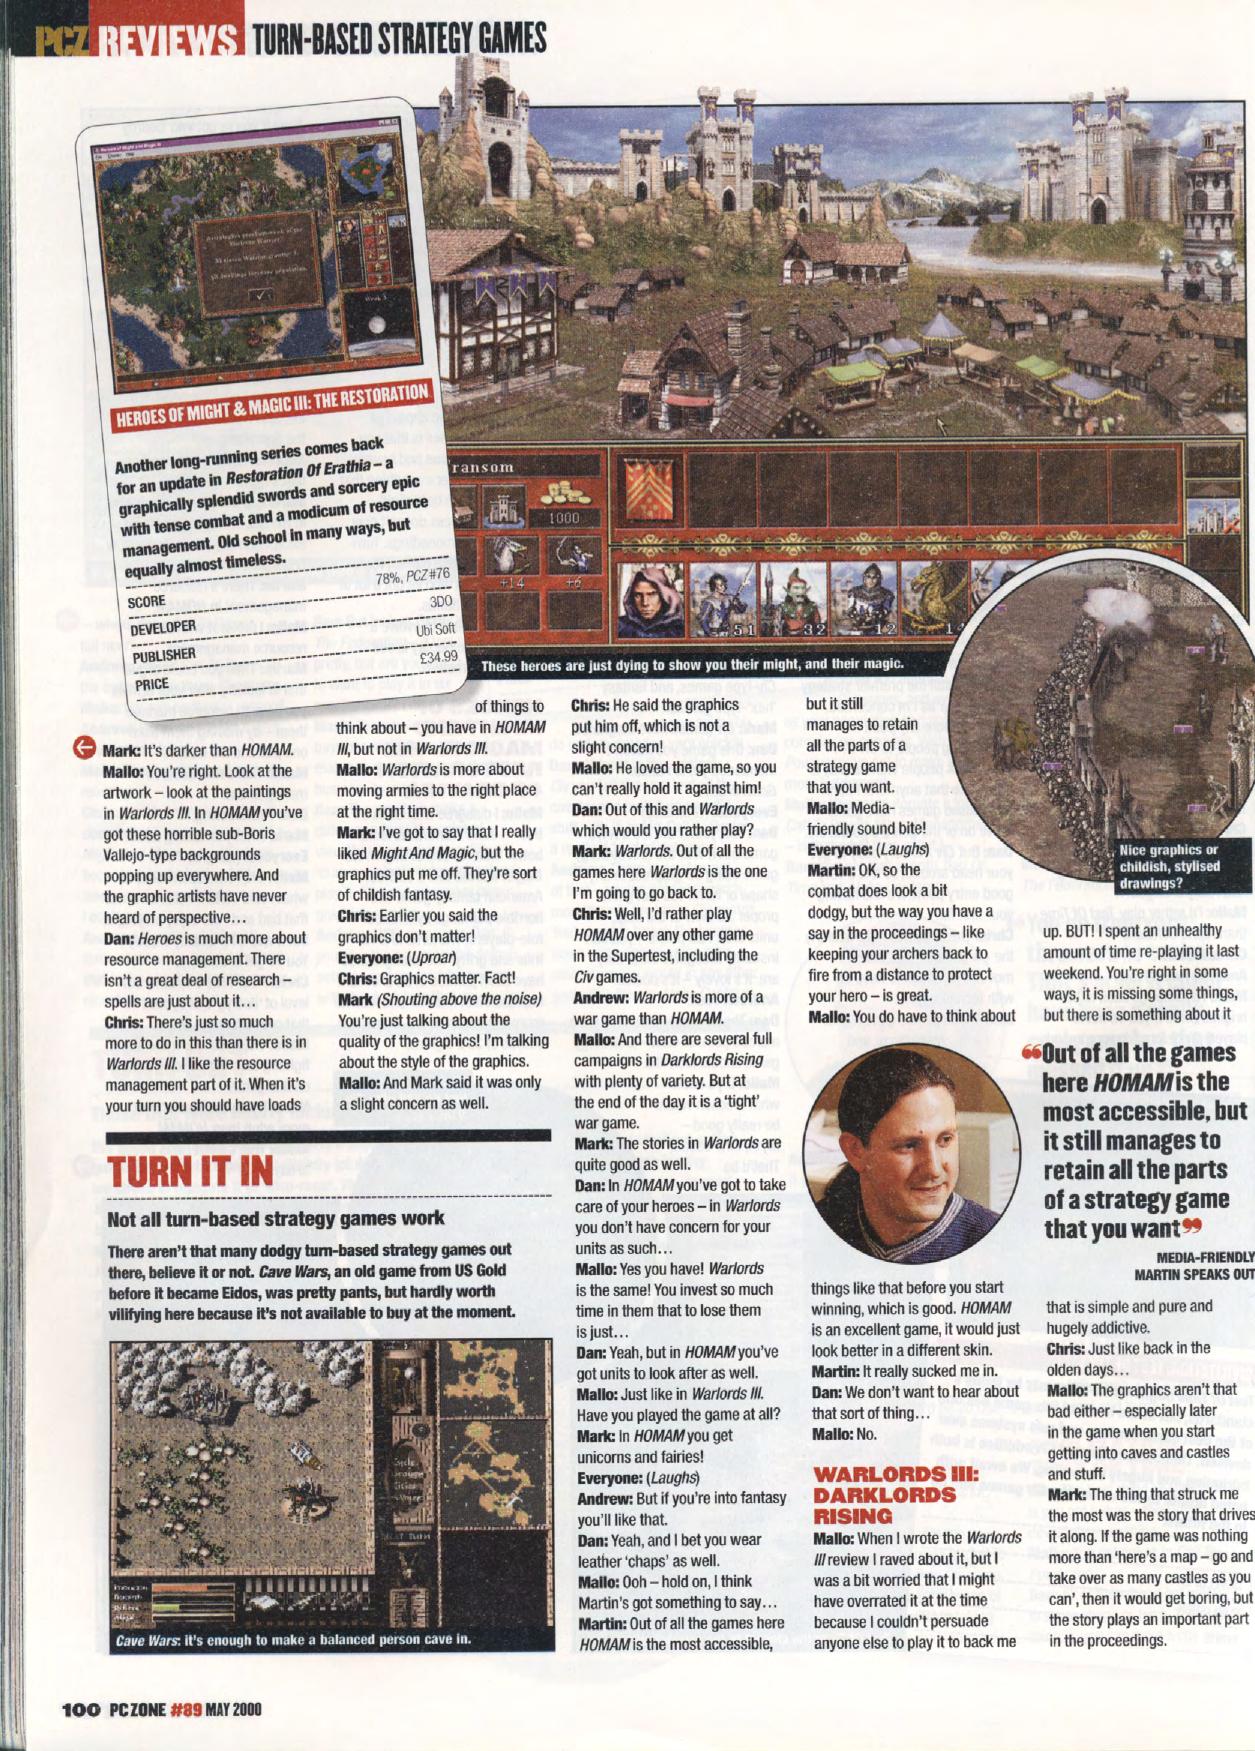 PCZ REVIEWS TURN-BASED STRATEGY GAMES
HEROES OF MIGHT & MAGIC III: THE RESTORATION
Another long-running series comes back
for an update in Restoration Of Erathia – a
graphically splendid swords and sorcery epic
with tense combat and a modicum of resource
management. Old school in many ways, but
equally almost timeless.
SCORE 78%, PCZ #76
DEVELOPER 3DO
PUBLISHER Ubi Soft
PRICE £34.99
ransom
1000
+14
+6
51
32
12
These heroes are just dying to show you their might, and their magic.
Nice graphics or
childish, stylised
drawings?
Mark: It's darker than HOMAM.
Mallo: You're right. Look at the
artwork – look at the paintings
in Warlords III. In HOMAM you've
got these horrible sub-Boris
Vallejo-type backgrounds
popping up everywhere. And
the graphic artists have never
heard of perspective...
Dan: Heroes is much more about
resource management. There
isn't a great deal of research –
spells are just about it...
Chris: There's just so much
more to do in this than there is in
Warlords III. I like the resource
management part of it. When it's
your turn you should have loads
of things to
think about – you have in HOMAM
III, but not in Warlords III.
Mallo: Warlords is more about
moving armies to the right place
at the right time.
Mark: I've got to say that I really
liked Might And Magic, but the
graphics put me off. They're sort
of childish fantasy.
Chris: Earlier you said the
graphics don't matter!
Everyone: (Uproar)
Chris: Graphics matter. Fact!
Mark (Shouting above the noise)
You're just talking about the
quality of the graphics! I'm talking
about the style of the graphics.
Mallo: And Mark said it was only
a slight concern as well.
Chris: He said the graphics
put him off, which is not a
slight concern!
Mallo: He loved the game, so you
can't really hold it against him!
Dan: Out of this and Warlords
which would you rather play?
Mark: Warlords. Out of all the
games here Warlords is the one
I'm going to go back to.
Chris: Well, I'd rather play
HOMAM over any other game
in the Supertest, including the
Civ games.
Andrew: Warlords is more of a
war game than HOMAM.
Mallo: And there are several full
campaigns in Darklords Rising
with plenty of variety. But at
the end of the day it is a 'tight'
war game.
Mark: The stories in Warlords are
quite good as well.
Dan: In HOMAM you've got to take
care of your heroes – in Warlords
you don't have concern for your
units as such...
Mallo: Yes you have! Warlords
is the same! You invest so much
time in them that to lose them
is just...
Dan: Yeah, but in HOMAM you've
got units to look after as well.
Mallo: Just like in Warlords III.
Have you played the game at all?
Mark: In HOMAM you get
unicorns and fairies!
Everyone: (Laughs)
Andrew: But if you're into fantasy
you'll like that.
Dan: Yeah, and I bet you wear
leather 'chaps' as well.
Mallo: Ooh – hold on, I think
Martin's got something to say...
Martin: Out of all the games here
HOMAM is the most accessible,
but it still
manages to retain
all the parts of a
strategy game
that you want.
Mallo: Media-
friendly sound bite!
Everyone: (Laughs)
Martin: OK, so the
combat does look a bit
dodgy, but the way you have a
say in the proceedings – like
keeping your archers back to
fire from a distance to protect
your hero – is great.
Mallo: You do have to think about
things like that before you start
winning, which is good. HOMAM
is an excellent game, it would just
look better in a different skin.
Martin: It really sucked me in.
Dan: We don't want to hear about
that sort of thing...
Mallo: No.
WARLORDS III:
DARKLORDS
RISING
Mallo: When I wrote the Warlords
III review I raved about it, but I
was a bit worried that I might
have overrated it at the time
because I couldn't persuade
anyone else to play it to back me
up. BUT! I spent an unhealthy
amount of time re-playing it last
weekend. You're right in some
ways, it is missing some things,
but there is something about it
“Out of all the games
here HOMAM is the
most accessible, but
it still manages to
retain all the parts
of a strategy game
that you want”
MEDIA-FRIENDLY
MARTIN SPEAKS OUT
that is simple and pure and
hugely addictive.
Chris: Just like back in the
olden days...
Mallo: The graphics aren't that
bad either – especially later
in the game when you start
getting into caves and castles
and stuff.
Mark: The thing that struck me
the most was the story that drives
it along. If the game was nothing
more than 'here's a map – go and
take over as many castles as you
can', then it would get boring, but
the story plays an important part
in the proceedings.
TURN IT IN
Not all turn-based strategy games work
There aren't that many dodgy turn-based strategy games out
there, believe it or not. Cave Wars, an old game from US Gold
before it became Eidos, was pretty pants, but hardly worth
vilifying here because it's not available to buy at the moment.
Cave Wars: it's enough to make a balanced person cave in.
100 PC ZONE #89 MAY 2000